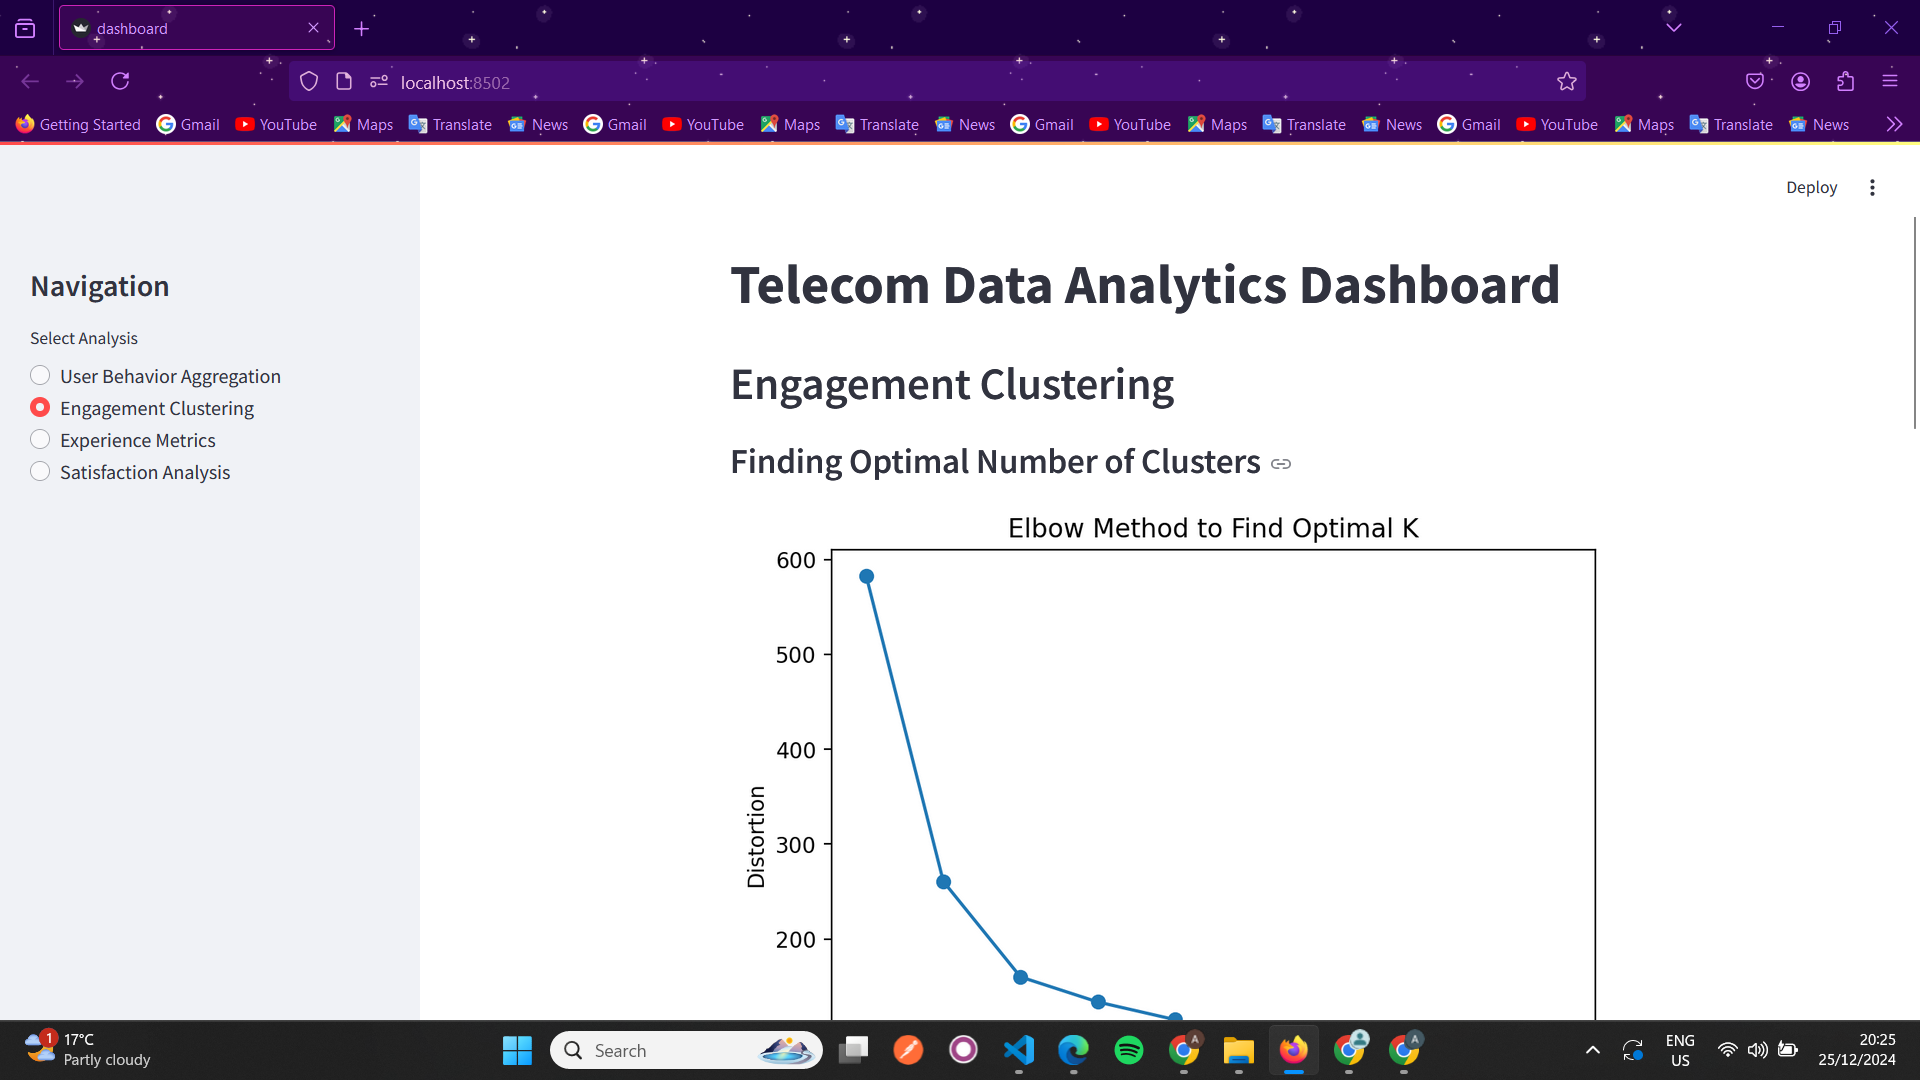 dashboard
localhost:8502
Getting Started Gmail YouTube Maps Translate News Gmail YouTube Maps Translate News Gmail YouTube Maps Translate News Gmail YouTube Maps Translate News
Deploy
Navigation
Select Analysis
User Behavior Aggregation
Engagement Clustering
Experience Metrics
Satisfaction Analysis
Telecom Data Analytics Dashboard
Engagement Clustering
Finding Optimal Number of Clusters
Elbow Method to Find Optimal K
600
500
400
300
200
Distortion
1
17°C
Partly cloudy
Search
A
A
ENG
US
20:25
25/12/2024